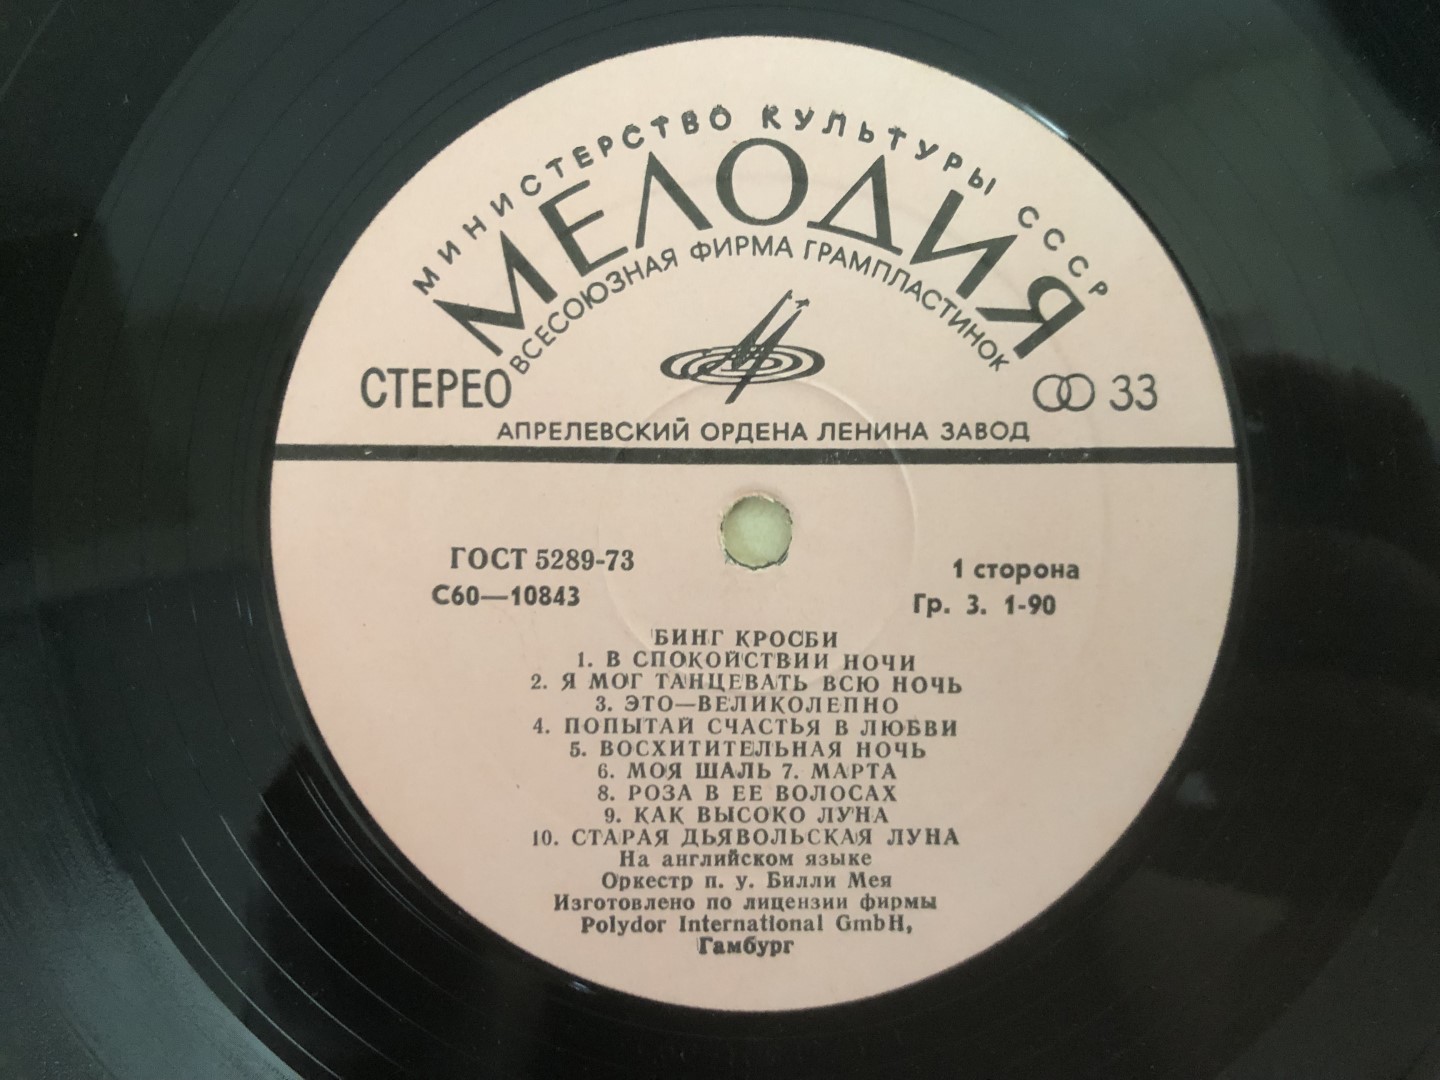 МИНИСТЕРСТВО КУЛЬТУРЫ СССР
МЕЛОДИЯ
ВСЕСОЮЗНАЯ ФИРМА ГРАМПЛАСТИНОК
СТЕРЕО
33
АПРЕЛЕВСКИЙ ОРДЕНА ЛЕНИНА ЗАВОД
ГОСТ 5289-73
1 сторона
С60—10843
Гр. 3. 1-90
БИНГ КРОСБИ
1. В СПОКОЙСТВИИ НОЧИ
2. Я МОГ ТАНЦЕВАТЬ ВСЮ НОЧЬ
3. ЭТО—ВЕЛИКОЛЕПНО
4. ПОПЫТАЙ СЧАСТЬЯ В ЛЮБВИ
5. ВОСХИТИТЕЛЬНАЯ НОЧЬ
6. МОЯ ШАЛЬ 7. МАРТА
8. РОЗА В ЕЕ ВОЛОСАХ
9. КАК ВЫСОКО ЛУНА
10. СТАРАЯ ДЬЯВОЛЬСКАЯ ЛУНА
На английском языке
Оркестр п. у. Билли Мея
Изготовлено по лицензии фирмы
Polydor International GmbH,
Гамбург